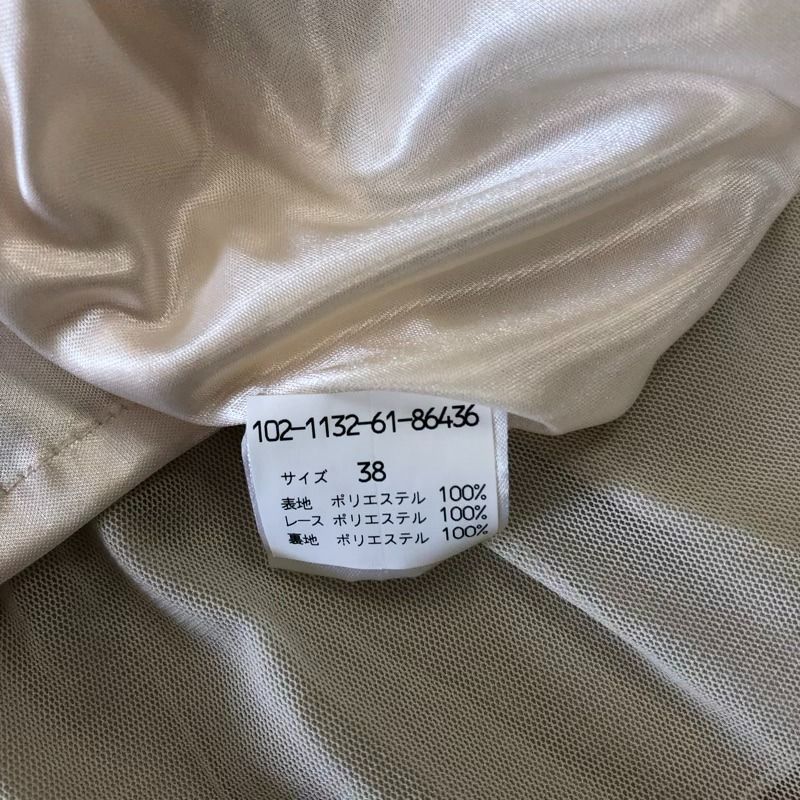 102-1132-61-86436
サイズ 38
表地 ポリエステル 100%
レース ポリエステル 100%
裏地 ポリエステル 100%